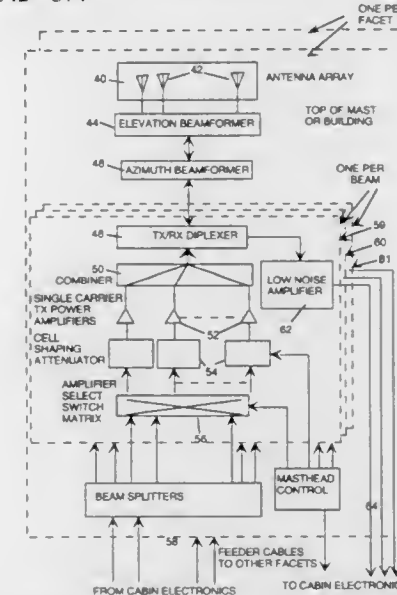 ONE PER
FACET
40
42
ANTENNA ARRAY
44
ELEVATION BEAMFORMER
TOP OF MAST
OR BUILDING
46
AZIMUTH BEAMFORMER
ONE PER
BEAM
48
TX/RX DIPLEXER
59
60
61
50
COMBINER
SINGLE CARRIER
TX POWER
AMPLIFIERS
52
LOW NOISE
AMPLIFIER
62
CELL
SHAPING
ATTENUATOR
54
AMPLIFIER
SELECT
SWITCH
MATRIX
56
BEAM SPLITTERS
MASTHEAD
CONTROL
64
58
FEEDER CABLES
TO OTHER FACETS
FROM CABIN ELECTRONICS
TO CABIN ELECTRONIC